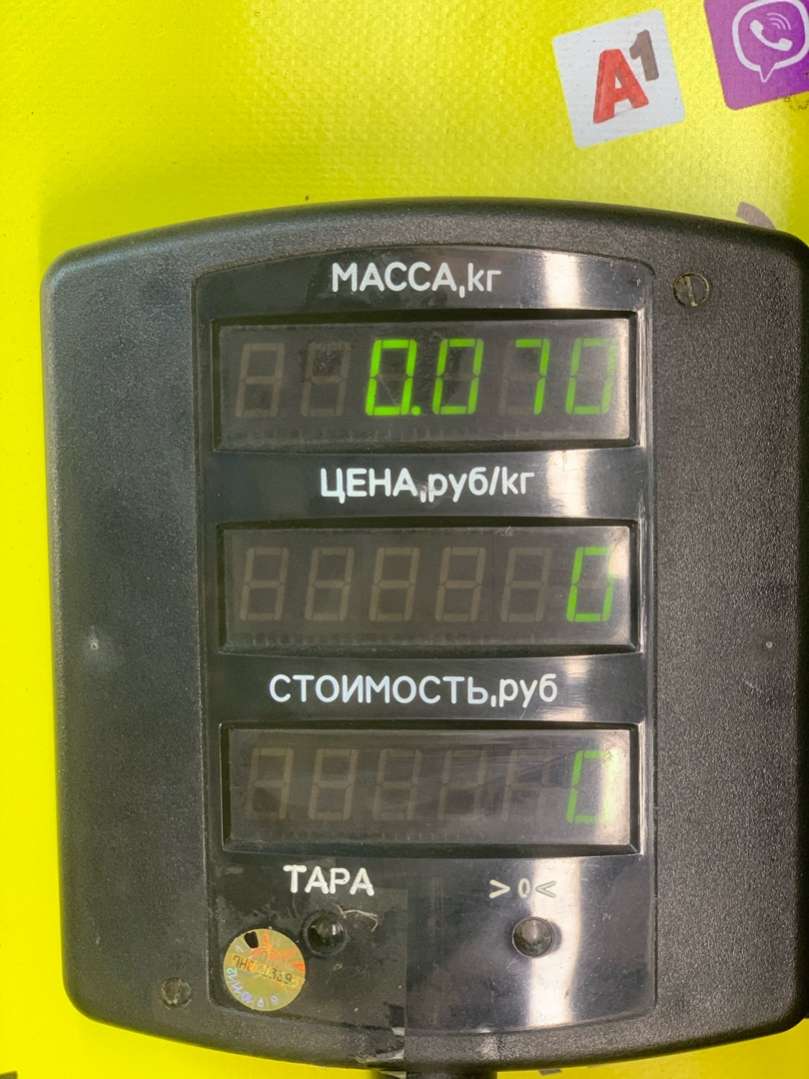 A1
МАССА,кг
0.070
ЦЕНА,руб/кг
0
СТОИМОСТЬ,руб
0
ТАРА
>0<